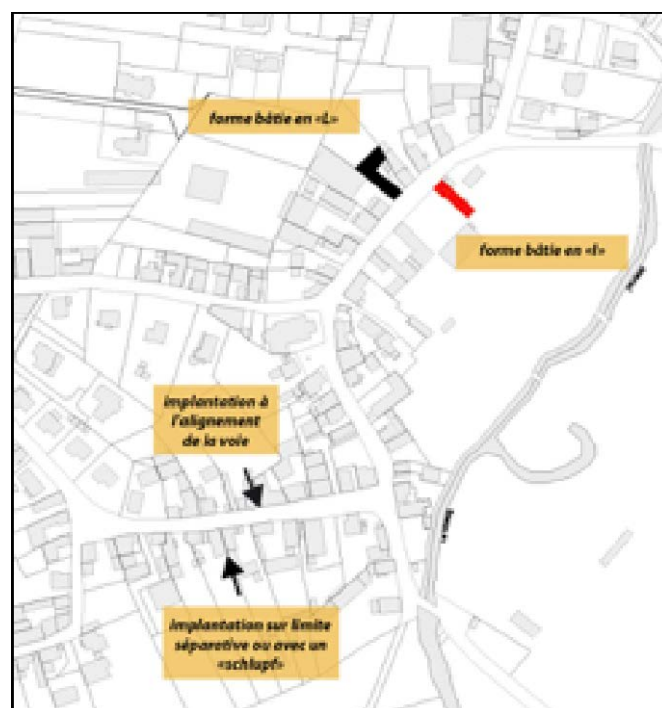 forme bâtie en «L»
forme bâtie en «I»
implantation à
l'alignement
de la voie
implantation sur limite
séparative ou avec un
«schlupf»